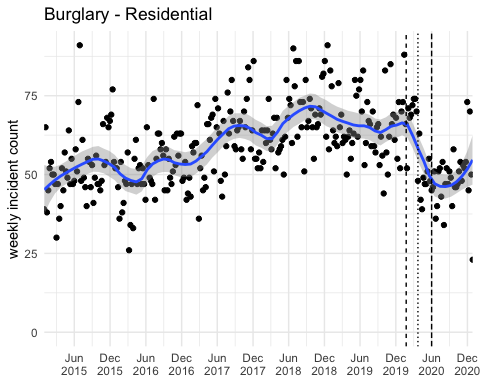 Burglary - Residential
weekly incident count
75
50
25
0
Jun Dec Jun Dec Jun Dec Jun Dec Jun Dec Jun Dec
2015 2015 2016 2016 2017 2017 2018 2018 2019 2019 2020 2020